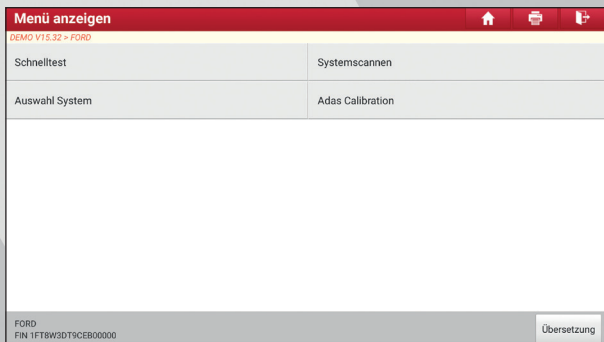 Menü anzeigen
DEMO V15.32 > FORD
Schnelltest
Systemscannen
Auswahl System
Adas Calibration
FORD
FIN 1FT8W3DT9CEB00000
Übersetzung